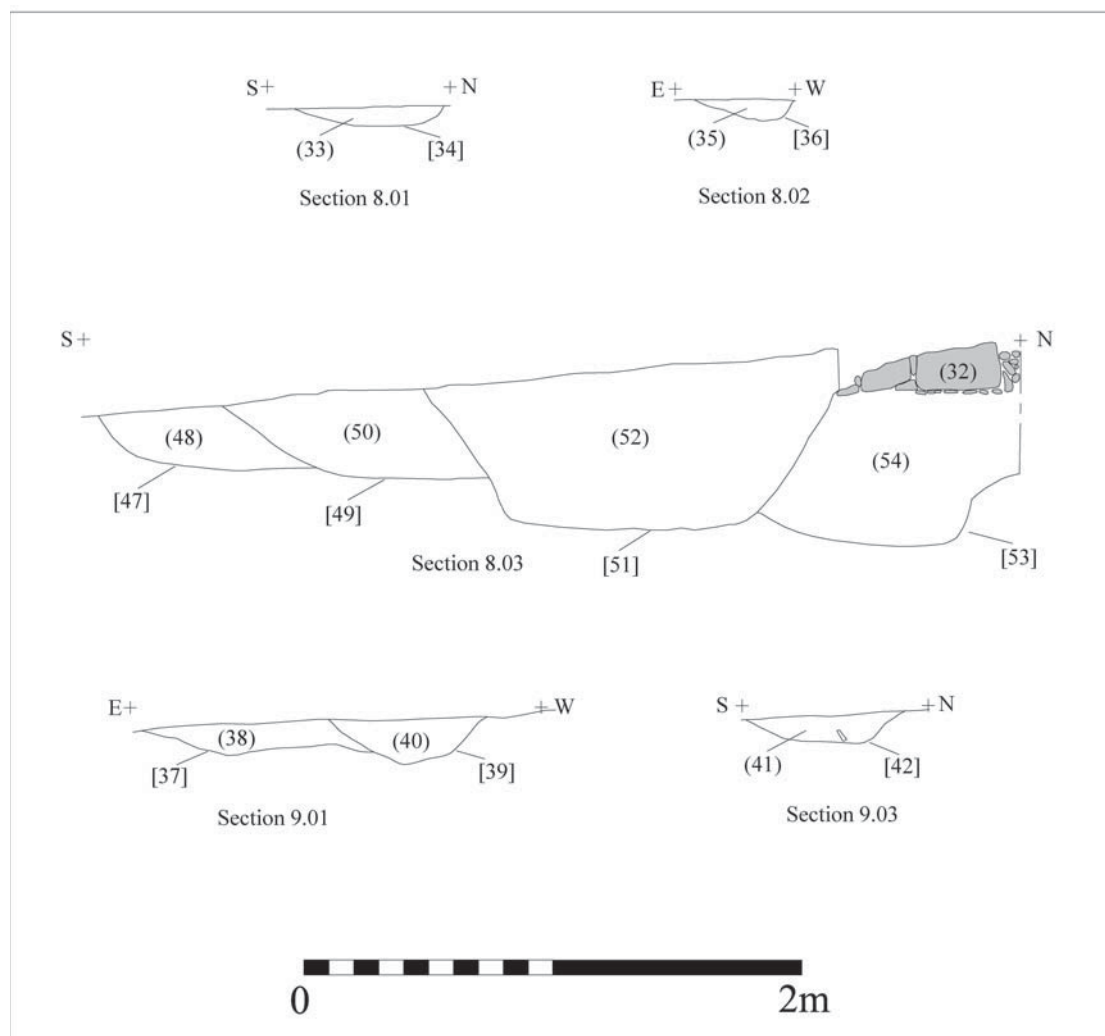 S+ +N E+ +W
(33) [34] (35) [36]
Section 8.01 Section 8.02
S+ + N
(32)
(48) (50) (52) (54)
[47] [49] [51] [53]
Section 8.03
E+ +W S + +N
(38) (40)
[37] [39] (41) [42]
Section 9.01 Section 9.03
0 2m